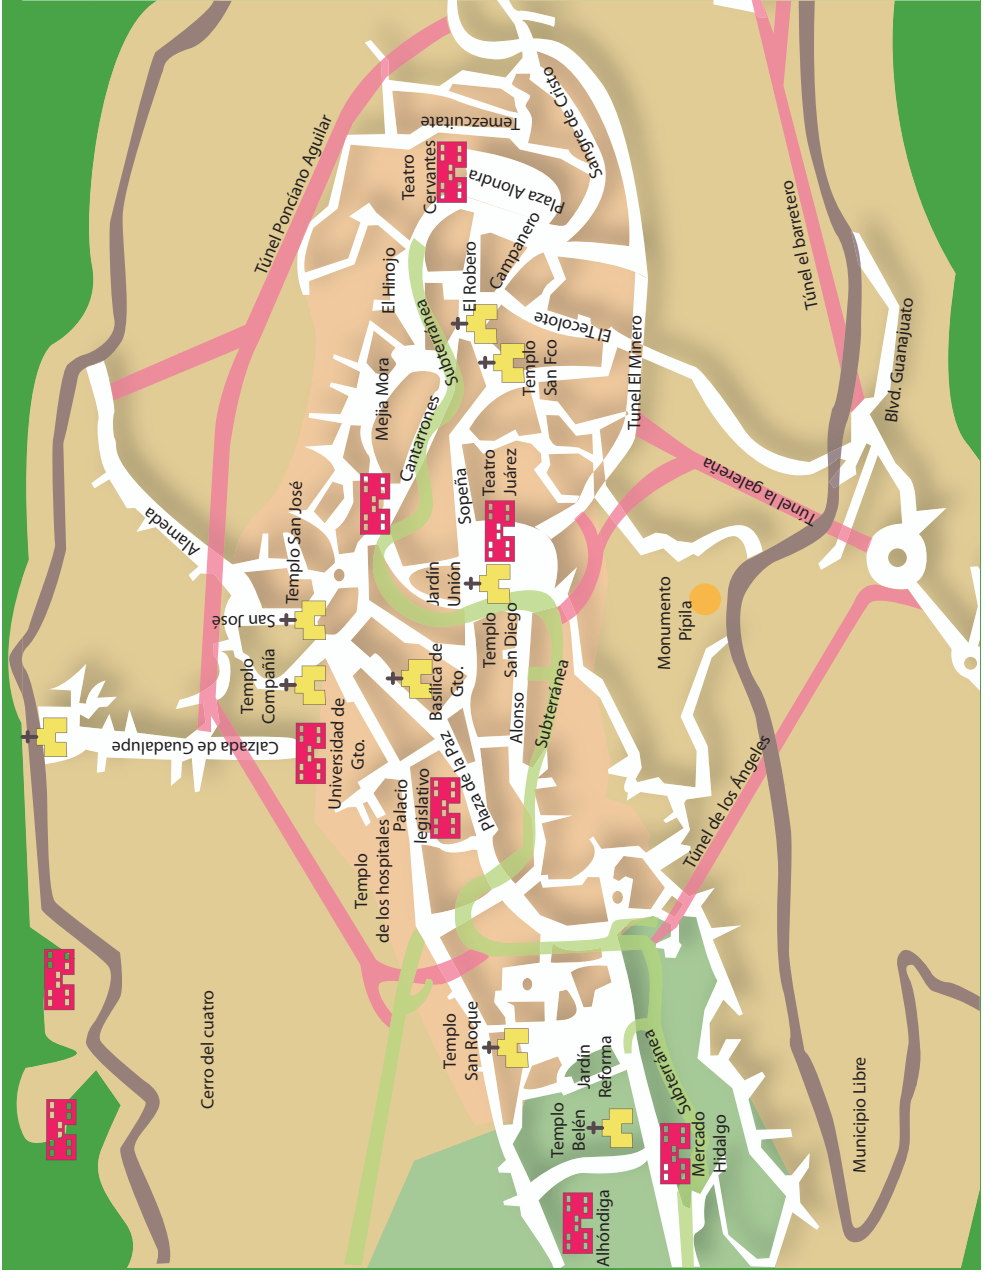 Túnel Poncíano Aguilar
Temezcuitate
Sangre de Cristo
Teatro
Cervantes
Plaza Alondra
Campanero
El Robero
El Hinojo
Subterránea
El Tecolote
Templo
San Fco
Tunel El Minero
Túnel el barretero
Blvd. Guanajuato
Mejia Mora
Cantarrones
Sopeña
Teatro
Juárez
Túnel la galereña
Alameda
Templo San José
San José
Jardín
Unión
Templo
San Diego
Monumento
Pípila
Templo
Compañía
Basílica de
Gto.
Alonso
Subterránea
Calzada de Guadalupe
Universidad de
Gto.
Plaza de la Paz
Palacio
legislativo
Templo
de los hospitales
Túnel de los Ángeles
Cerro del cuatro
Templo
San Roque
Jardín
Reforma
Subterránea
Templo
Belén
Mercado
Hidalgo
Alhóndiga
Municipio Libre